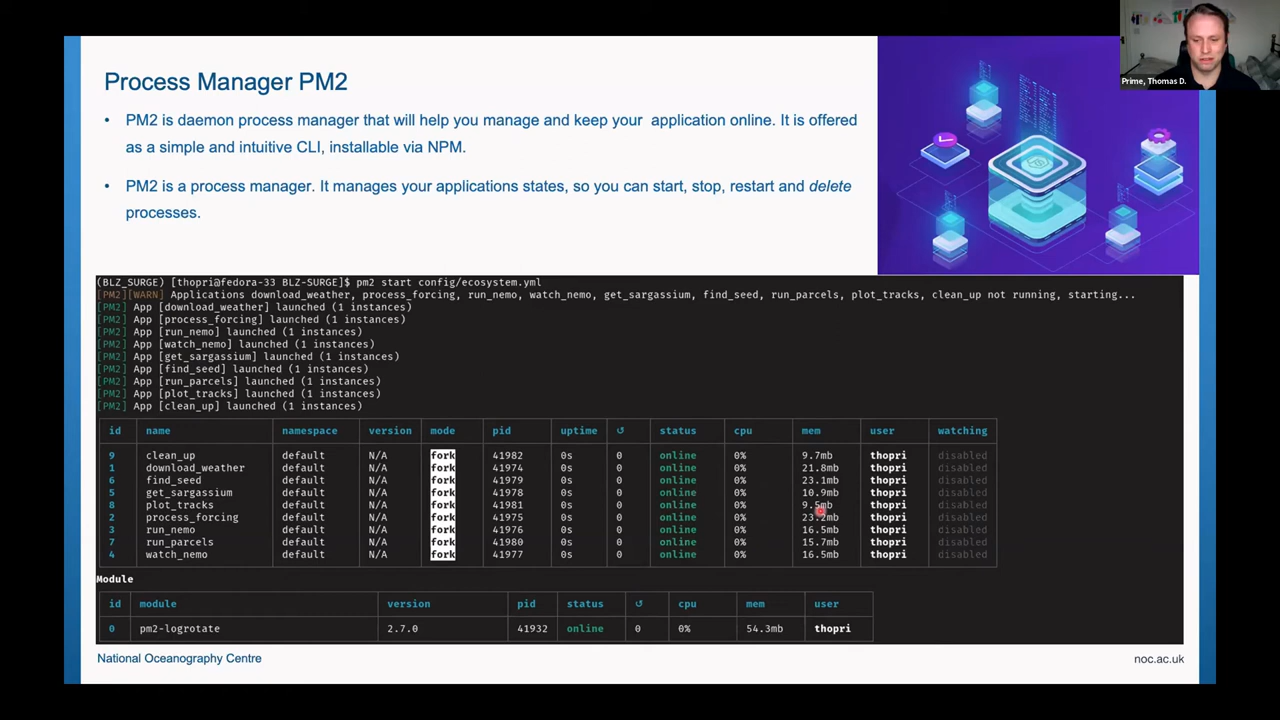 Prime, Thomas D.
Process Manager PM2
• PM2 is daemon process manager that will help you manage and keep your application online. It is offered
as a simple and intuitive CLI, installable via NPM.
• PM2 is a process manager. It manages your applications states, so you can start, stop, restart and delete
processes.
(BLZ_SURGE) [thopri@fedora-33 BLZ-SURGE]$ pm2 start config/ecosystem.yml
[PM2][WARN] Applications download_weather, process_forcing, run_nemo, watch_nemo, get_sargassium, find_seed, run_parcels, plot_tracks, clean_up not running, starting...
[PM2] App [download_weather] launched (1 instances)
[PM2] App [process_forcing] launched (1 instances)
[PM2] App [run_nemo] launched (1 instances)
[PM2] App [watch_nemo] launched (1 instances)
[PM2] App [get_sargassium] launched (1 instances)
[PM2] App [find_seed] launched (1 instances)
[PM2] App [run_parcels] launched (1 instances)
[PM2] App [plot_tracks] launched (1 instances)
[PM2] App [clean_up] launched (1 instances)
id name namespace version mode pid uptime ↺ status cpu mem user watching
9 clean_up default N/A fork 41982 0s 0 online 0% 9.7mb thopri disabled
1 download_weather default N/A fork 41974 0s 0 online 0% 21.8mb thopri disabled
6 find_seed default N/A fork 41979 0s 0 online 0% 23.1mb thopri disabled
5 get_sargassium default N/A fork 41978 0s 0 online 0% 10.9mb thopri disabled
8 plot_tracks default N/A fork 41981 0s 0 online 0% 9.5mb thopri disabled
2 process_forcing default N/A fork 41975 0s 0 online 0% 23.2mb thopri disabled
3 run_nemo default N/A fork 41976 0s 0 online 0% 16.5mb thopri disabled
7 run_parcels default N/A fork 41980 0s 0 online 0% 15.7mb thopri disabled
4 watch_nemo default N/A fork 41977 0s 0 online 0% 16.5mb thopri disabled
Module
id module version pid status ↺ cpu mem user
0 pm2-logrotate 2.7.0 41932 online 0 0% 54.3mb thopri
National Oceanography Centre
noc.ac.uk